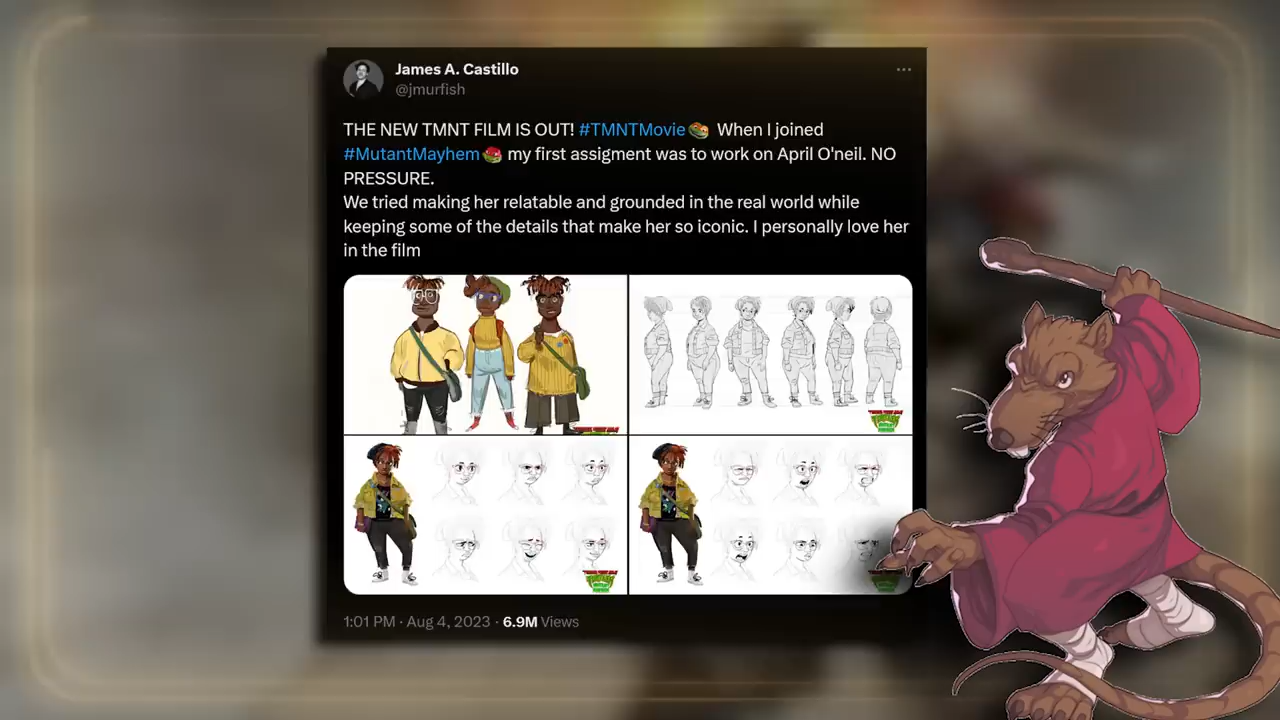 James A. Castillo
@jmurfish
THE NEW TMNT FILM IS OUT! #TMNTMovie When I joined
#MutantMayhem my first assigment was to work on April O'neil. NO
PRESSURE.
We tried making her relatable and grounded in the real world while
keeping some of the details that make her so iconic. I personally love her
in the film
1:01 PM · Aug 4, 2023 · 6.9M Views